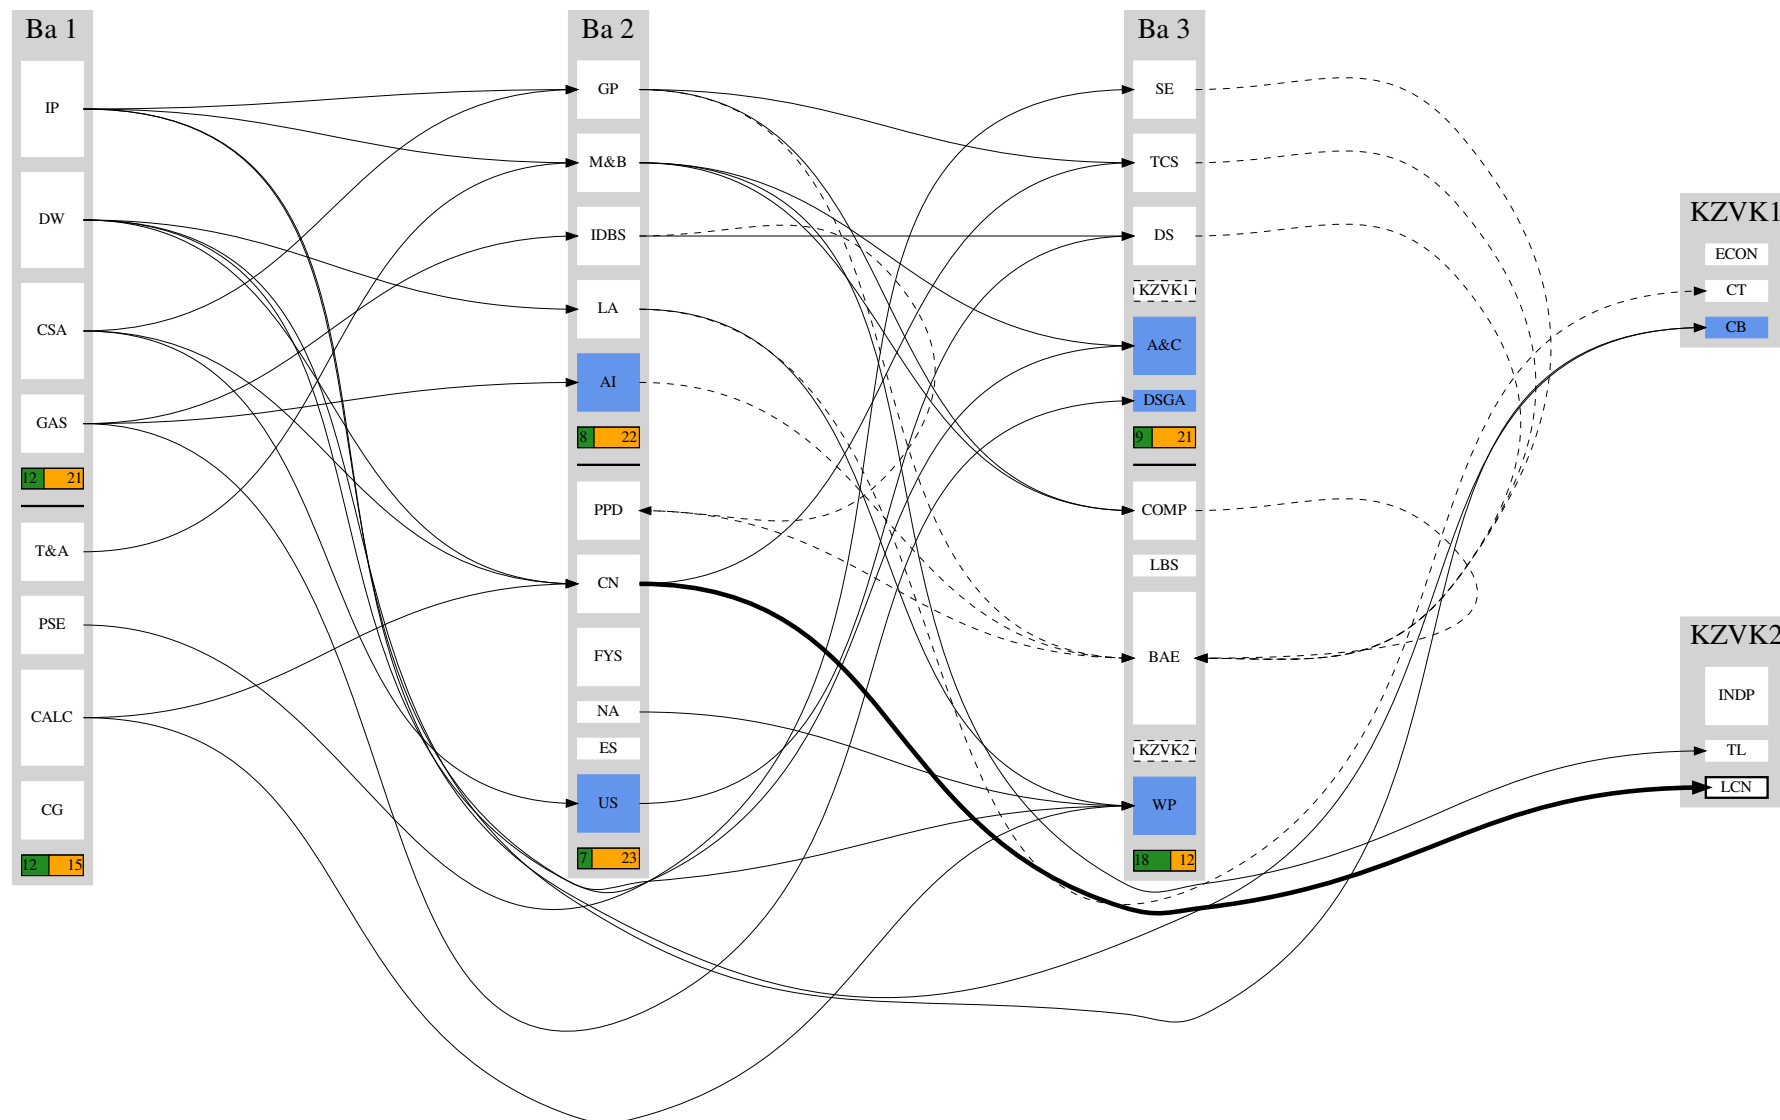 Ba 1
IP
DW
CSA
GAS
12 21
T&A
PSE
CALC
CG
12 15
Ba 2
GP
M&B
IDBS
LA
AI
8 22
PPD
CN
FYS
NA
ES
US
7 23
Ba 3
SE
TCS
DS
KZVK1
A&C
DSGA
9 21
COMP
LBS
BAE
KZVK2
WP
18 12
KZVK1
ECON
CT
CB
KZVK2
INDP
TL
LCN